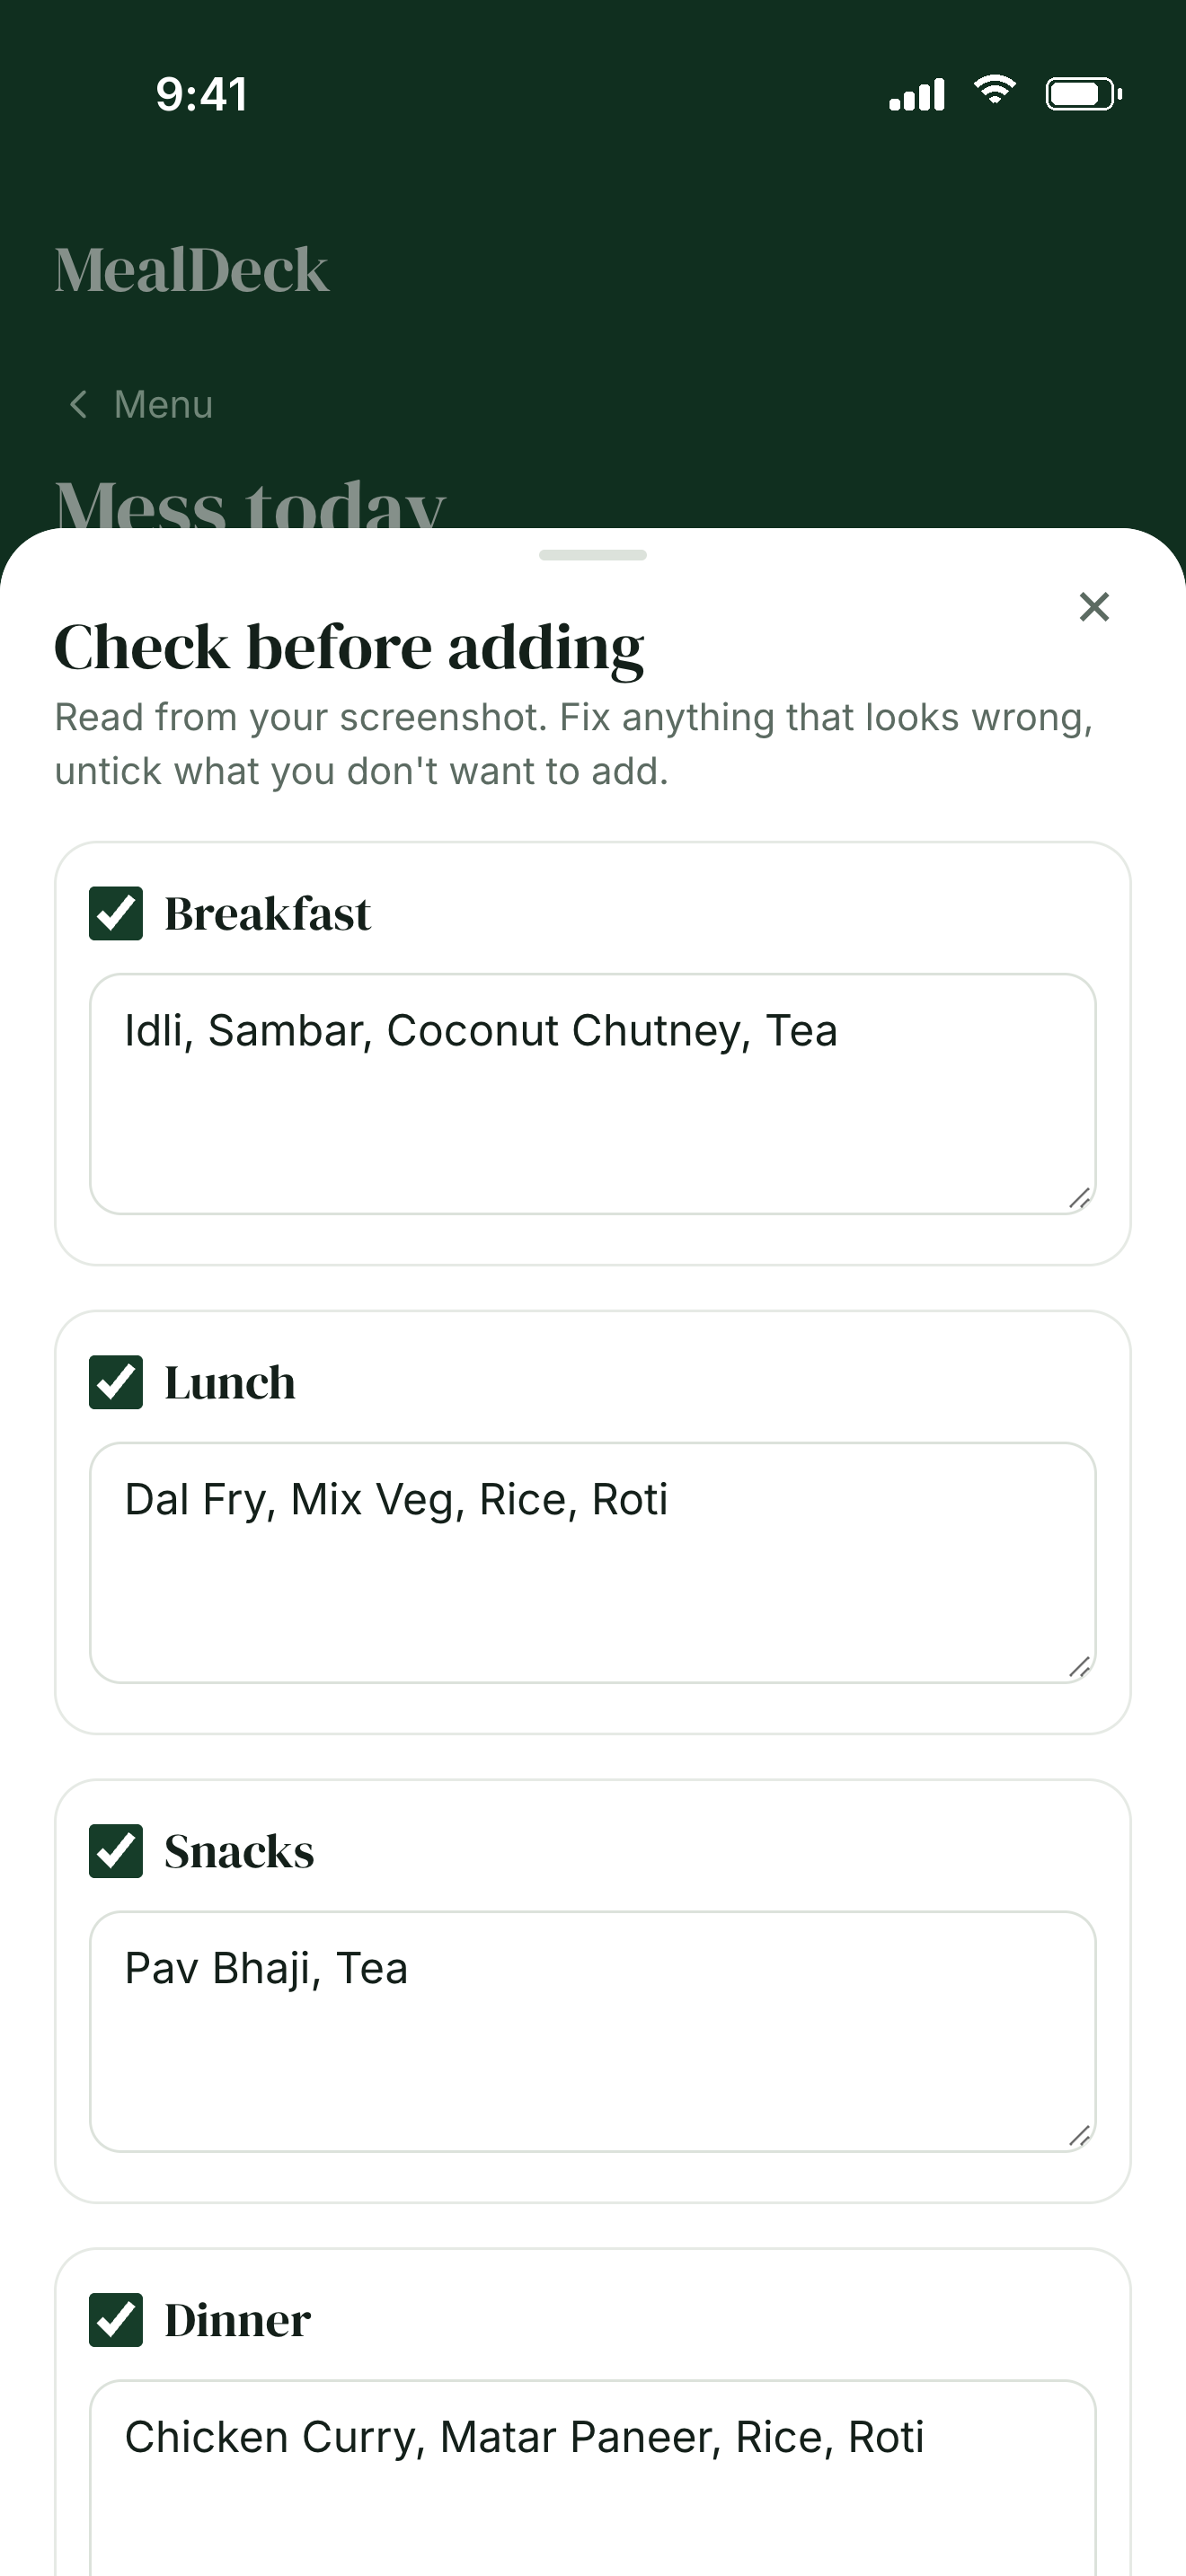 9:41
MealDeck
Menu
Mess today
Check before adding
Read from your screenshot. Fix anything that looks wrong,
untick what you don't want to add.
Breakfast
Idli, Sambar, Coconut Chutney, Tea
Lunch
Dal Fry, Mix Veg, Rice, Roti
Snacks
Pav Bhaji, Tea
Dinner
Chicken Curry, Matar Paneer, Rice, Roti